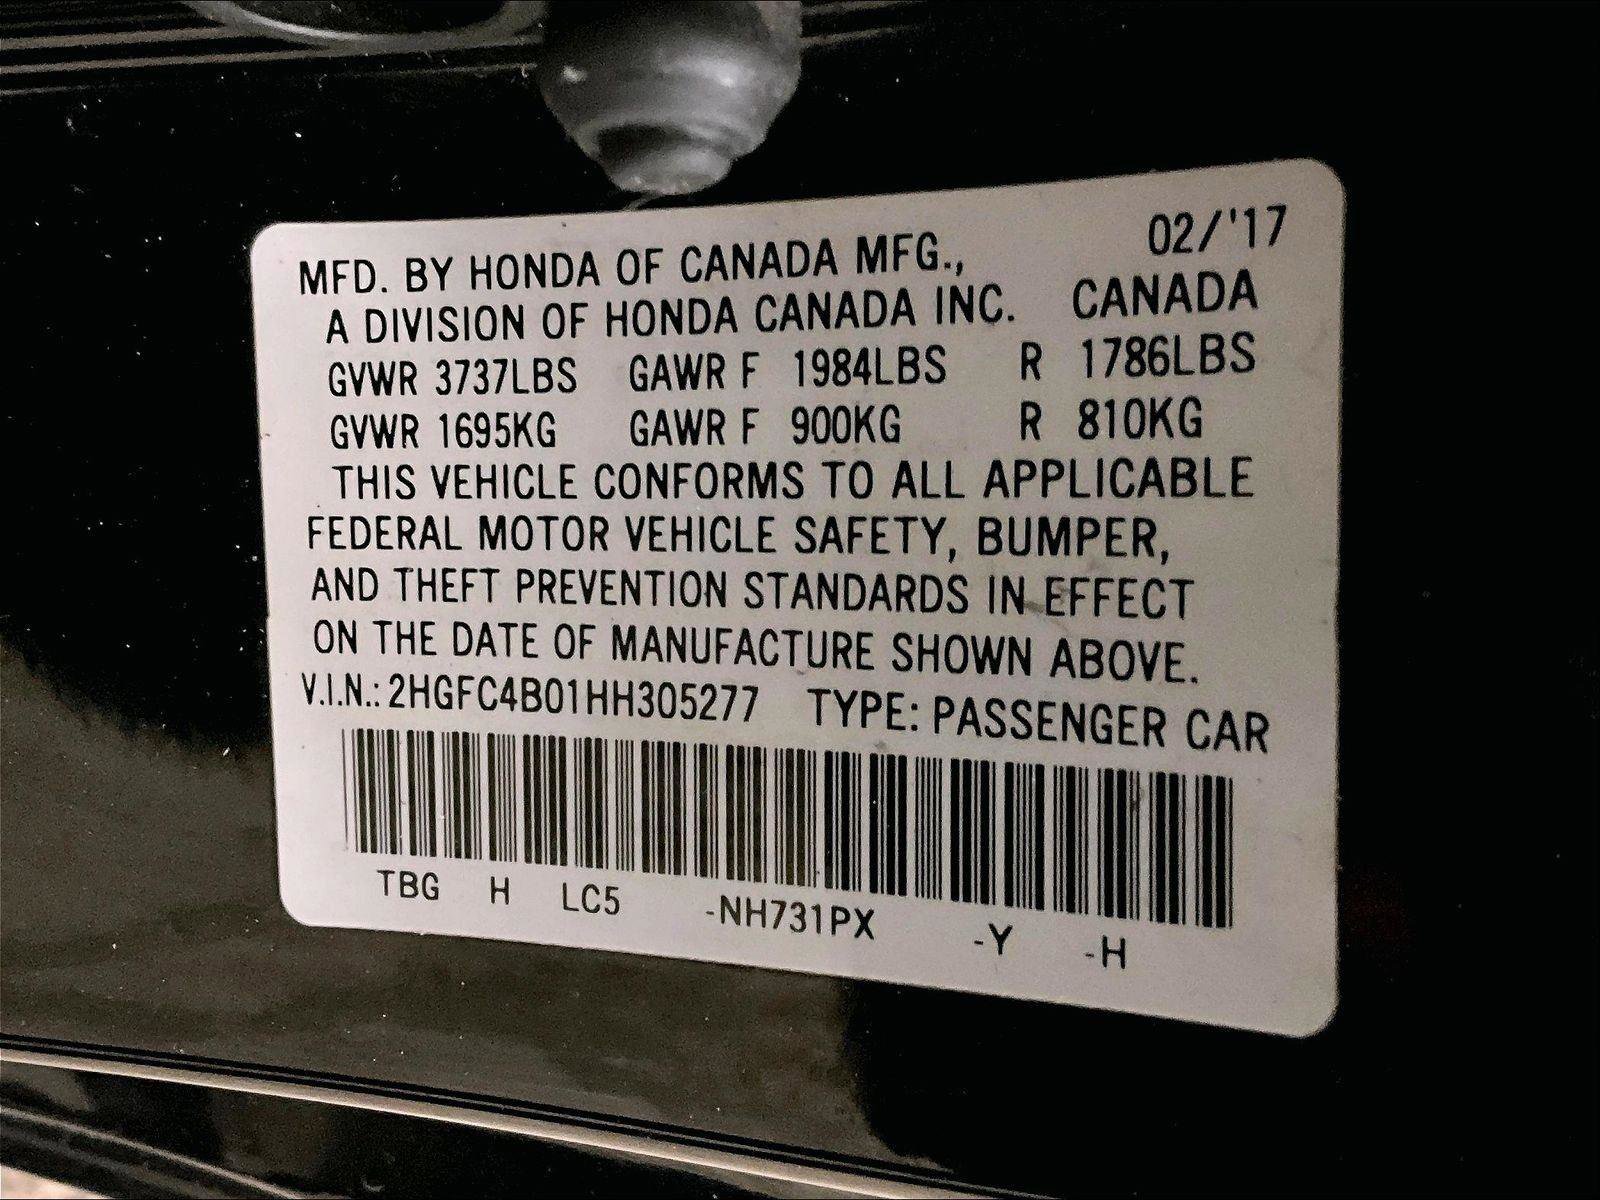 02/'17
MFD. BY HONDA OF CANADA MFG.,
A DIVISION OF HONDA CANADA INC. CANADA
GVWR 3737LBS GAWR F 1984LBS R 1786LBS
GVWR 1695KG GAWR F 900KG R 810KG
THIS VEHICLE CONFORMS TO ALL APPLICABLE
FEDERAL MOTOR VEHICLE SAFETY, BUMPER,
AND THEFT PREVENTION STANDARDS IN EFFECT
ON THE DATE OF MANUFACTURE SHOWN ABOVE.
V.I.N.: 2HGFC4B01HH305277 TYPE: PASSENGER CAR
TBG H LC5 -NH731PX -Y -H